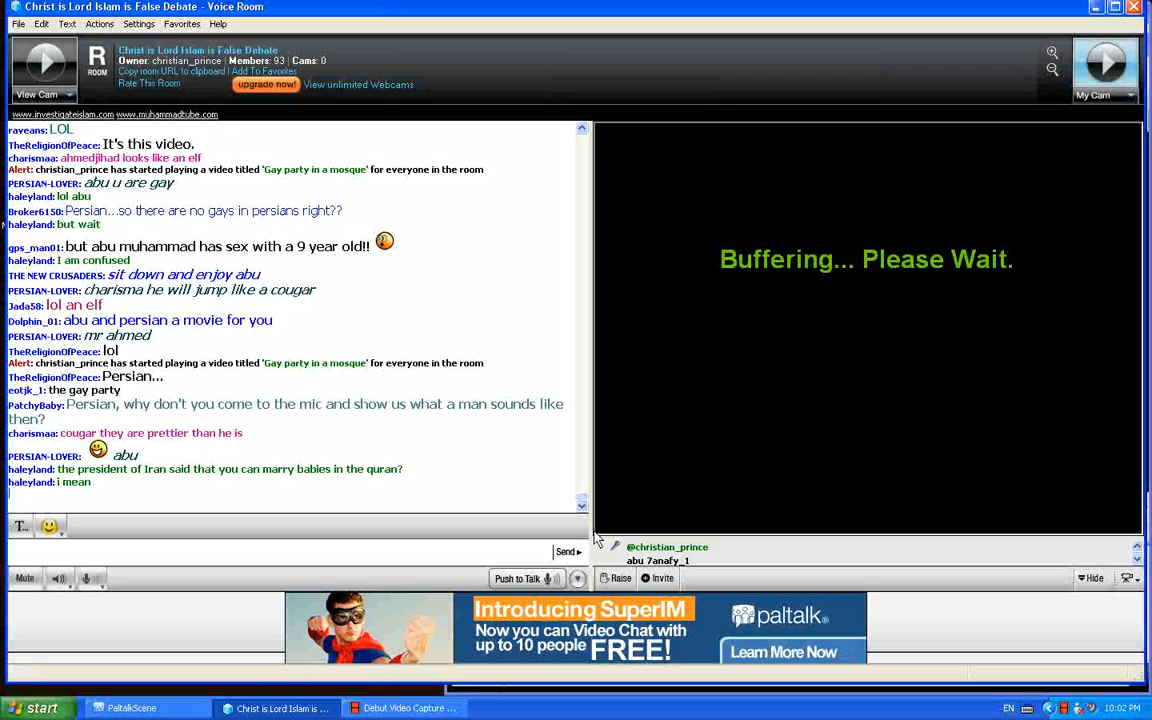 Christ is Lord Islam is False Debate - Voice Room
File Edit Text Actions Settings Favorites Help
R ROOM
Christ is Lord Islam is False Debate
Owner: christian_prince | Members: 93 | Cams: 0
Copy room URL to clipboard | Add To Favorites
Rate This Room
upgrade now!
View unlimited Webcams
View Cam
My Cam
www.investigateislam.com www.muhammadtube.com
raveans: LOL
TheReligionOfPeace: It's this video.
charismaa: ahmedjihad looks like an elf
Alert: christian_prince has started playing a video titled 'Gay party in a mosque' for everyone in the room
PERSIAN-LOVER: abu u are gay
haleyland: lol abu
Broker6150: Persian...so there are no gays in persians right??
haleyland: but wait
gps_man01: but abu muhammad has sex with a 9 year old!!
haleyland: I am confused
THE NEW CRUSADERS: sit down and enjoy abu
PERSIAN-LOVER: charisma he will jump like a cougar
Jada58: lol an elf
Dolphin_01: abu and persian a movie for you
PERSIAN-LOVER: mr ahmed
TheReligionOfPeace: lol
Alert: christian_prince has started playing a video titled 'Gay party in a mosque' for everyone in the room
TheReligionOfPeace: Persian...
eotjk_1: the gay party
PatchyBaby: Persian, why don't you come to the mic and show us what a man sounds like
then?
charismaa: cougar they are prettier than he is
PERSIAN-LOVER: abu
haleyland: the president of Iran said that you can marry babies in the quran?
haleyland: i mean
Buffering... Please Wait.
T...
Send
@christian_prince
abu 7anafy_1
Mute
Push to Talk
Raise
Invite
Hide
Introducing SuperIM
Now you can Video Chat with
up to 10 people FREE!
paltalk
Learn More Now
start
PaltalkScene
Christ is Lord Islam is ...
Debut Video Capture ...
EN
10:02 PM